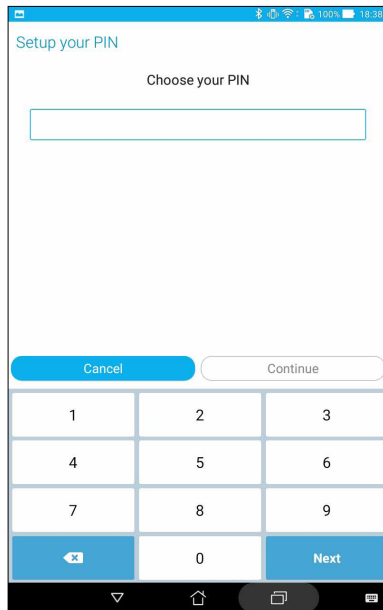 100% 18:38
Setup your PIN
Choose your PIN
Cancel Continue
1 2 3
4 5 6
7 8 9
0 Next